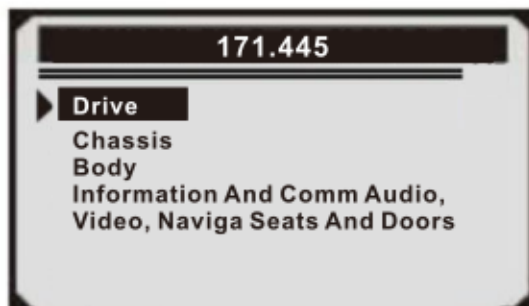 171.445
Drive
Chassis
Body
Information And Comm Audio,
Video, Naviga Seats And Doors